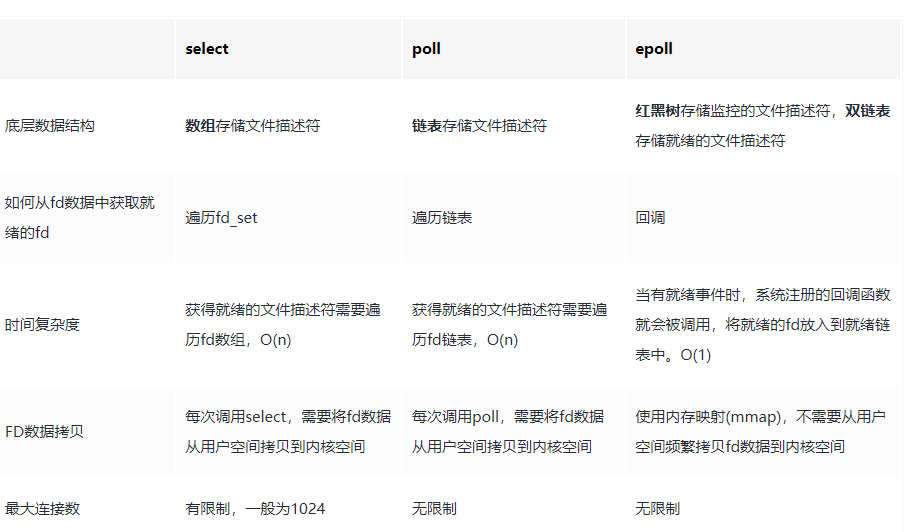 select poll epoll
底层数据结构 数组存储文件描述符 链表存储文件描述符 红黑树存储监控的文件描述符，双链表
存储就绪的文件描述符
如何从fd数据中获取就
绪的fd 遍历fd_set 遍历链表 回调
时间复杂度 获得就绪的文件描述符需要遍
历fd数组，O(n) 获得就绪的文件描述符需要遍
历fd链表，O(n) 当有就绪事件时，系统注册的回调函数
就会被调用，将就绪的fd放入到就绪链
表中。O(1)
FD数据拷贝 每次调用select，需要将fd数据
从用户空间拷贝到内核空间 每次调用poll，需要将fd数据
从用户空间拷贝到内核空间 使用内存映射(mmap)，不需要从用户
空间频繁拷贝fd数据到内核空间
最大连接数 有限制，一般为1024 无限制 无限制